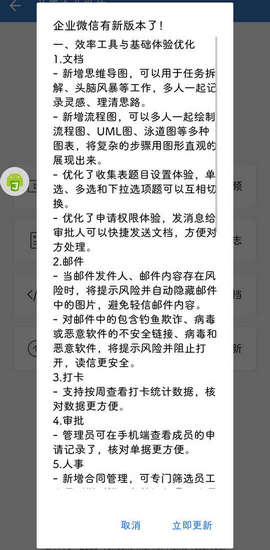 企业微信有新版本了!
一、效率工具与基础体验优化
1.文档
- 新增思维导图，可以用于任务拆
解、头脑风暴等工作，多人一起记
录灵感、理清思路。
- 新增流程图，可以多人一起绘制
流程图、UML图、泳道图等多种
图表，将复杂的步骤用图形直观的
展现出来。
- 优化了收集表题目设置体验，单
选、多选和下拉选项题可以互相切
换。
- 优化了申请权限体验，发消息给
审批人可以快捷发送文档，方便对
方处理。
2.邮件
- 当邮件发件人、邮件内容存在风
险时，将提示风险并自动隐藏邮件
中的图片，避免轻信邮件内容。
- 对邮件中的包含钓鱼欺诈、病毒
或恶意软件的不安全链接、病毒和
恶意软件，将提示风险并阻止打
开，读信更安全。
3.打卡
- 支持按周查看打卡统计数据，核
对数据更方便。
4.审批
- 管理员可在手机端查看成员的申
请记录了，核对单据更方便。
5.人事
- 新增合同管理，可专门筛选员工
取消 立即更新
频
志
档
新